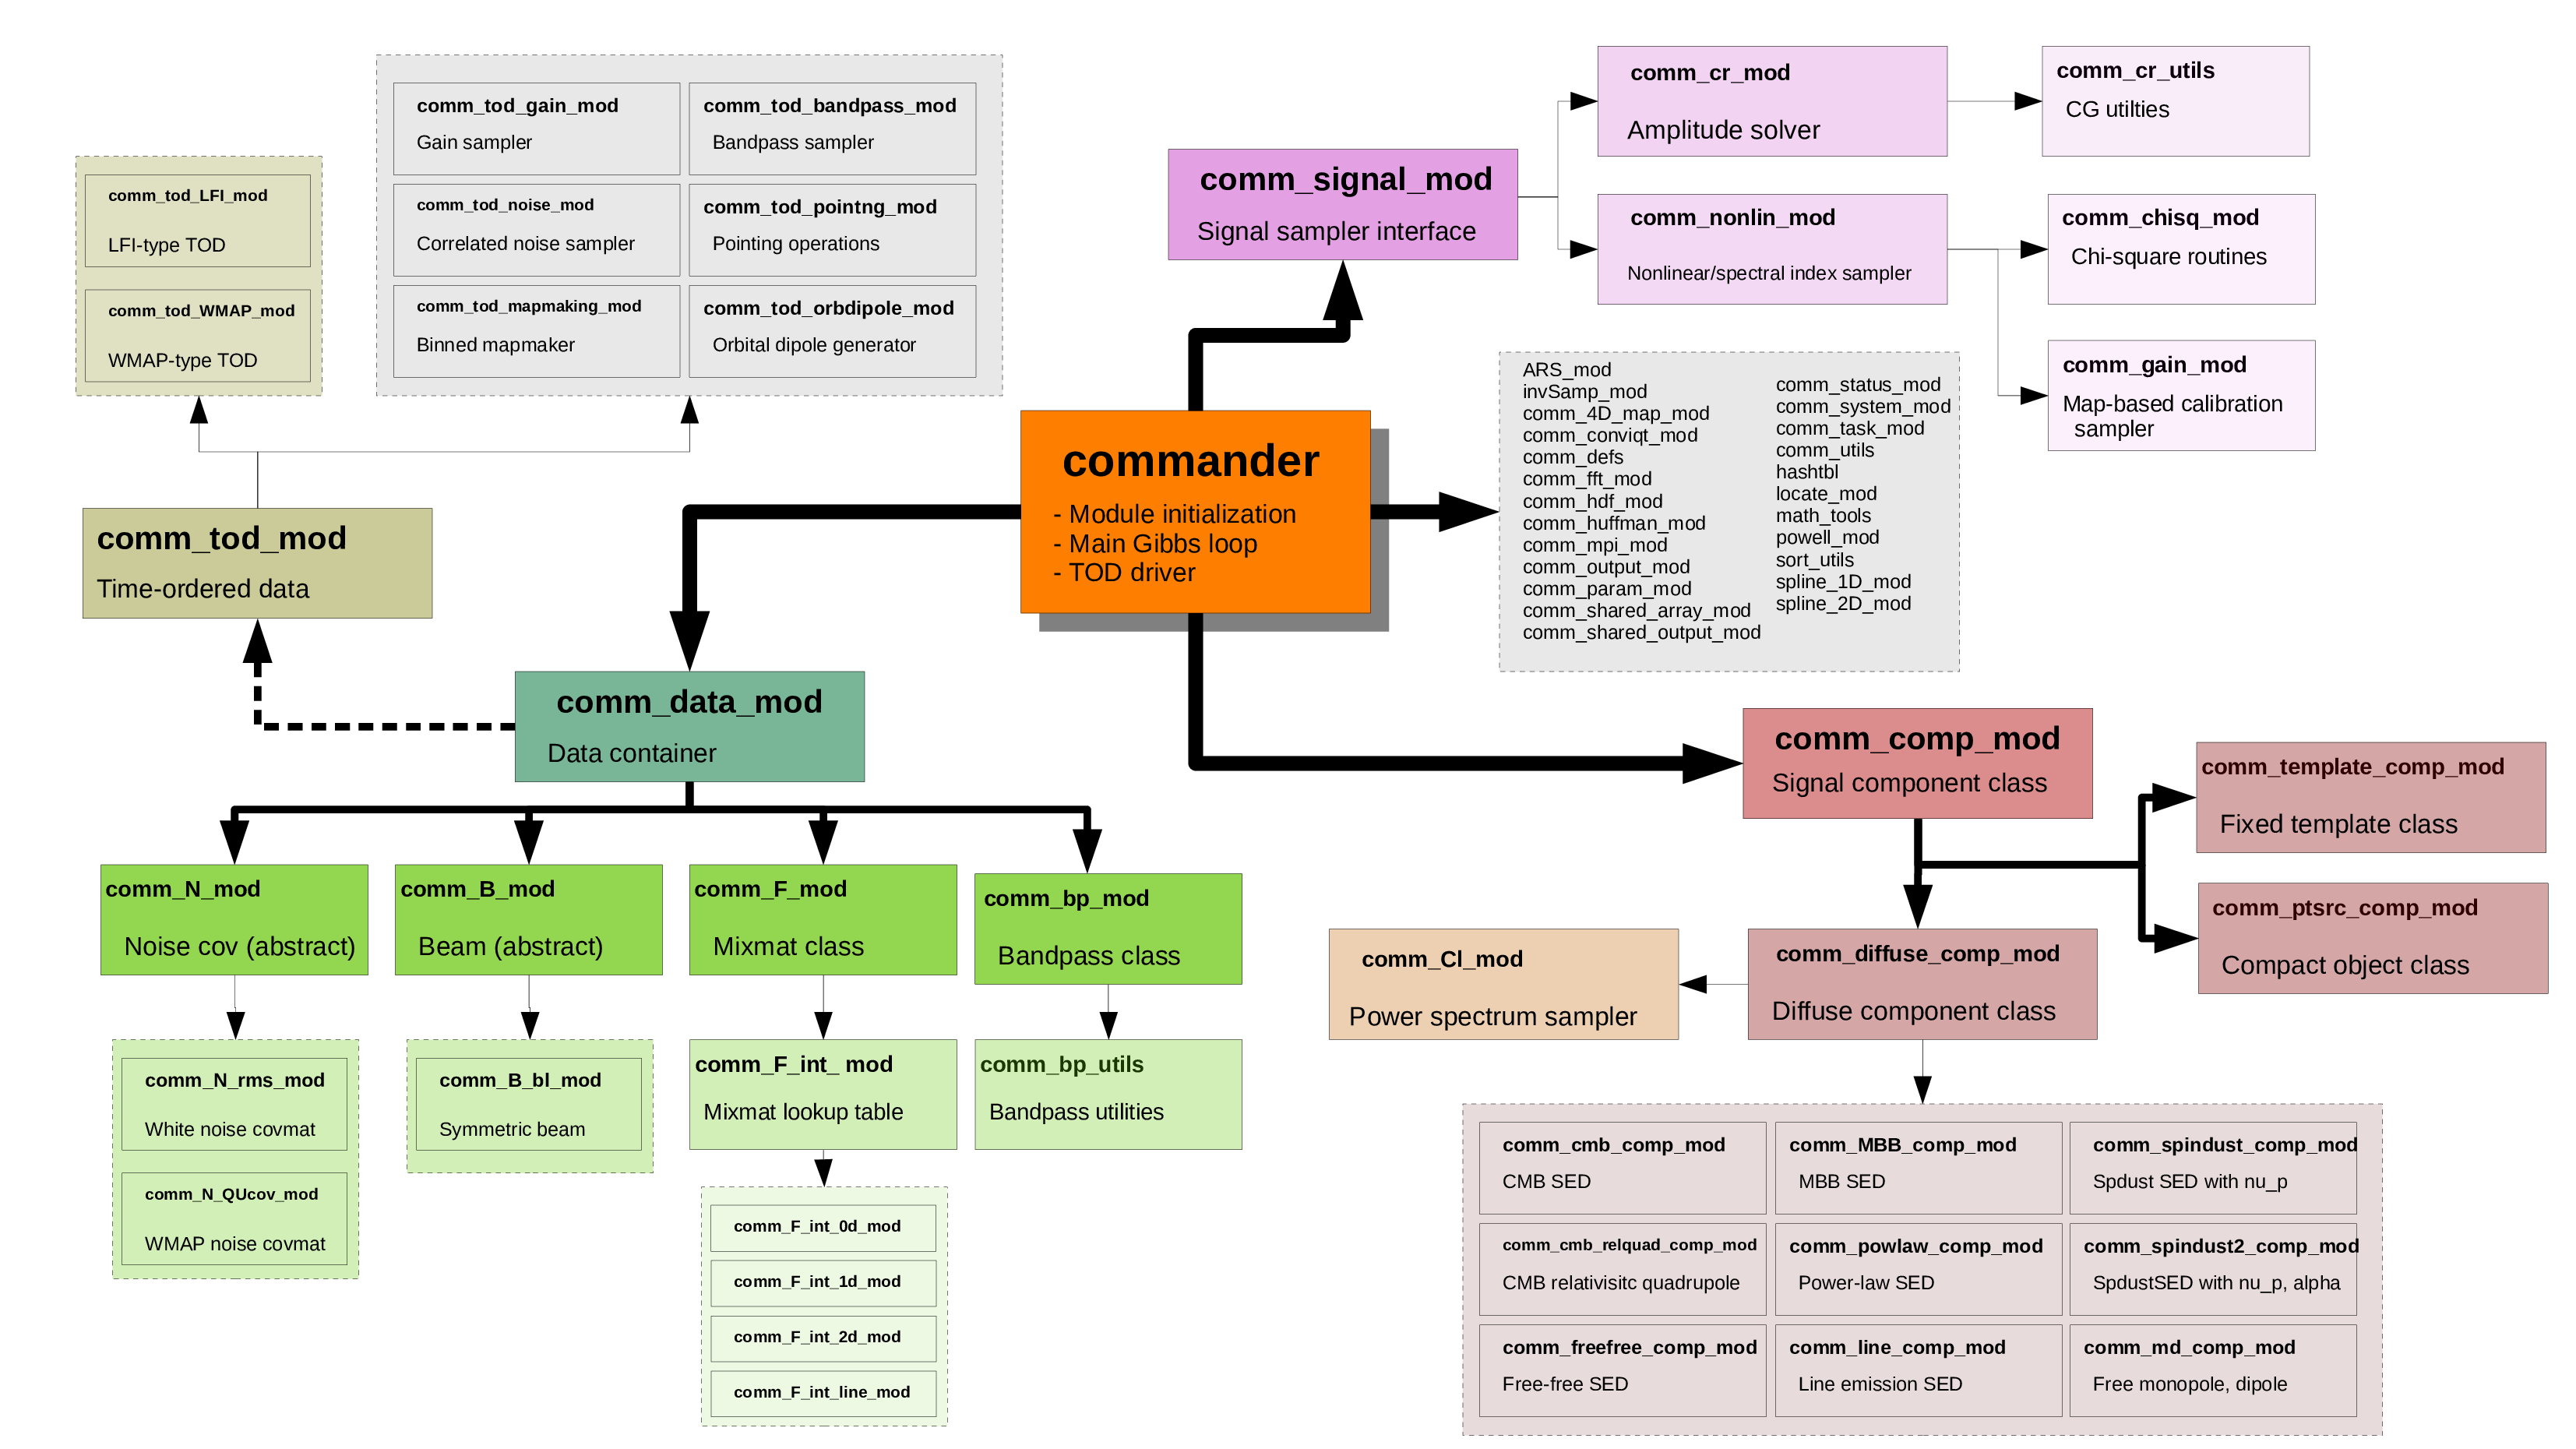 comm_tod_gain_mod
Gain sampler
comm_tod_bandpass_mod
Bandpass sampler
comm_tod_noise_mod
Correlated noise sampler
comm_tod_pointng_mod
Pointing operations
comm_tod_mapmaking_mod
Binned mapmaker
comm_tod_orbdipole_mod
Orbital dipole generator
comm_tod_LFI_mod
LFI-type TOD
comm_tod_WMAP_mod
WMAP-type TOD
comm_tod_mod
Time-ordered data
comm_signal_mod
Signal sampler interface
comm_cr_mod
Amplitude solver
comm_cr_utils
CG utilties
comm_nonlin_mod
Nonlinear/spectral index sampler
comm_chisq_mod
Chi-square routines
comm_gain_mod
Map-based calibration
sampler
commander
- Module initialization
- Main Gibbs loop
- TOD driver
ARS_mod
invSamp_mod
comm_4D_map_mod
comm_conviqt_mod
comm_defs
comm_fft_mod
comm_hdf_mod
comm_huffman_mod
comm_mpi_mod
comm_output_mod
comm_param_mod
comm_shared_array_mod
comm_shared_output_mod
comm_status_mod
comm_system_mod
comm_task_mod
comm_utils
hashtbl
locate_mod
math_tools
powell_mod
sort_utils
spline_1D_mod
spline_2D_mod
comm_data_mod
Data container
comm_N_mod
Noise cov (abstract)
comm_B_mod
Beam (abstract)
comm_F_mod
Mixmat class
comm_bp_mod
Bandpass class
comm_N_rms_mod
White noise covmat
comm_N_QUcov_mod
WMAP noise covmat
comm_B_bl_mod
Symmetric beam
comm_F_int_ mod
Mixmat lookup table
comm_bp_utils
Bandpass utilities
comm_F_int_0d_mod
comm_F_int_1d_mod
comm_F_int_2d_mod
comm_F_int_line_mod
comm_comp_mod
Signal component class
comm_template_comp_mod
Fixed template class
comm_ptsrc_comp_mod
Compact object class
comm_Cl_mod
Power spectrum sampler
comm_diffuse_comp_mod
Diffuse component class
comm_cmb_comp_mod
CMB SED
comm_MBB_comp_mod
MBB SED
comm_spindust_comp_mod
Spdust SED with nu_p
comm_cmb_relquad_comp_mod
CMB relativisitc quadrupole
comm_powlaw_comp_mod
Power-law SED
comm_spindust2_comp_mod
SpdustSED with nu_p, alpha
comm_freefree_comp_mod
Free-free SED
comm_line_comp_mod
Line emission SED
comm_md_comp_mod
Free monopole, dipole